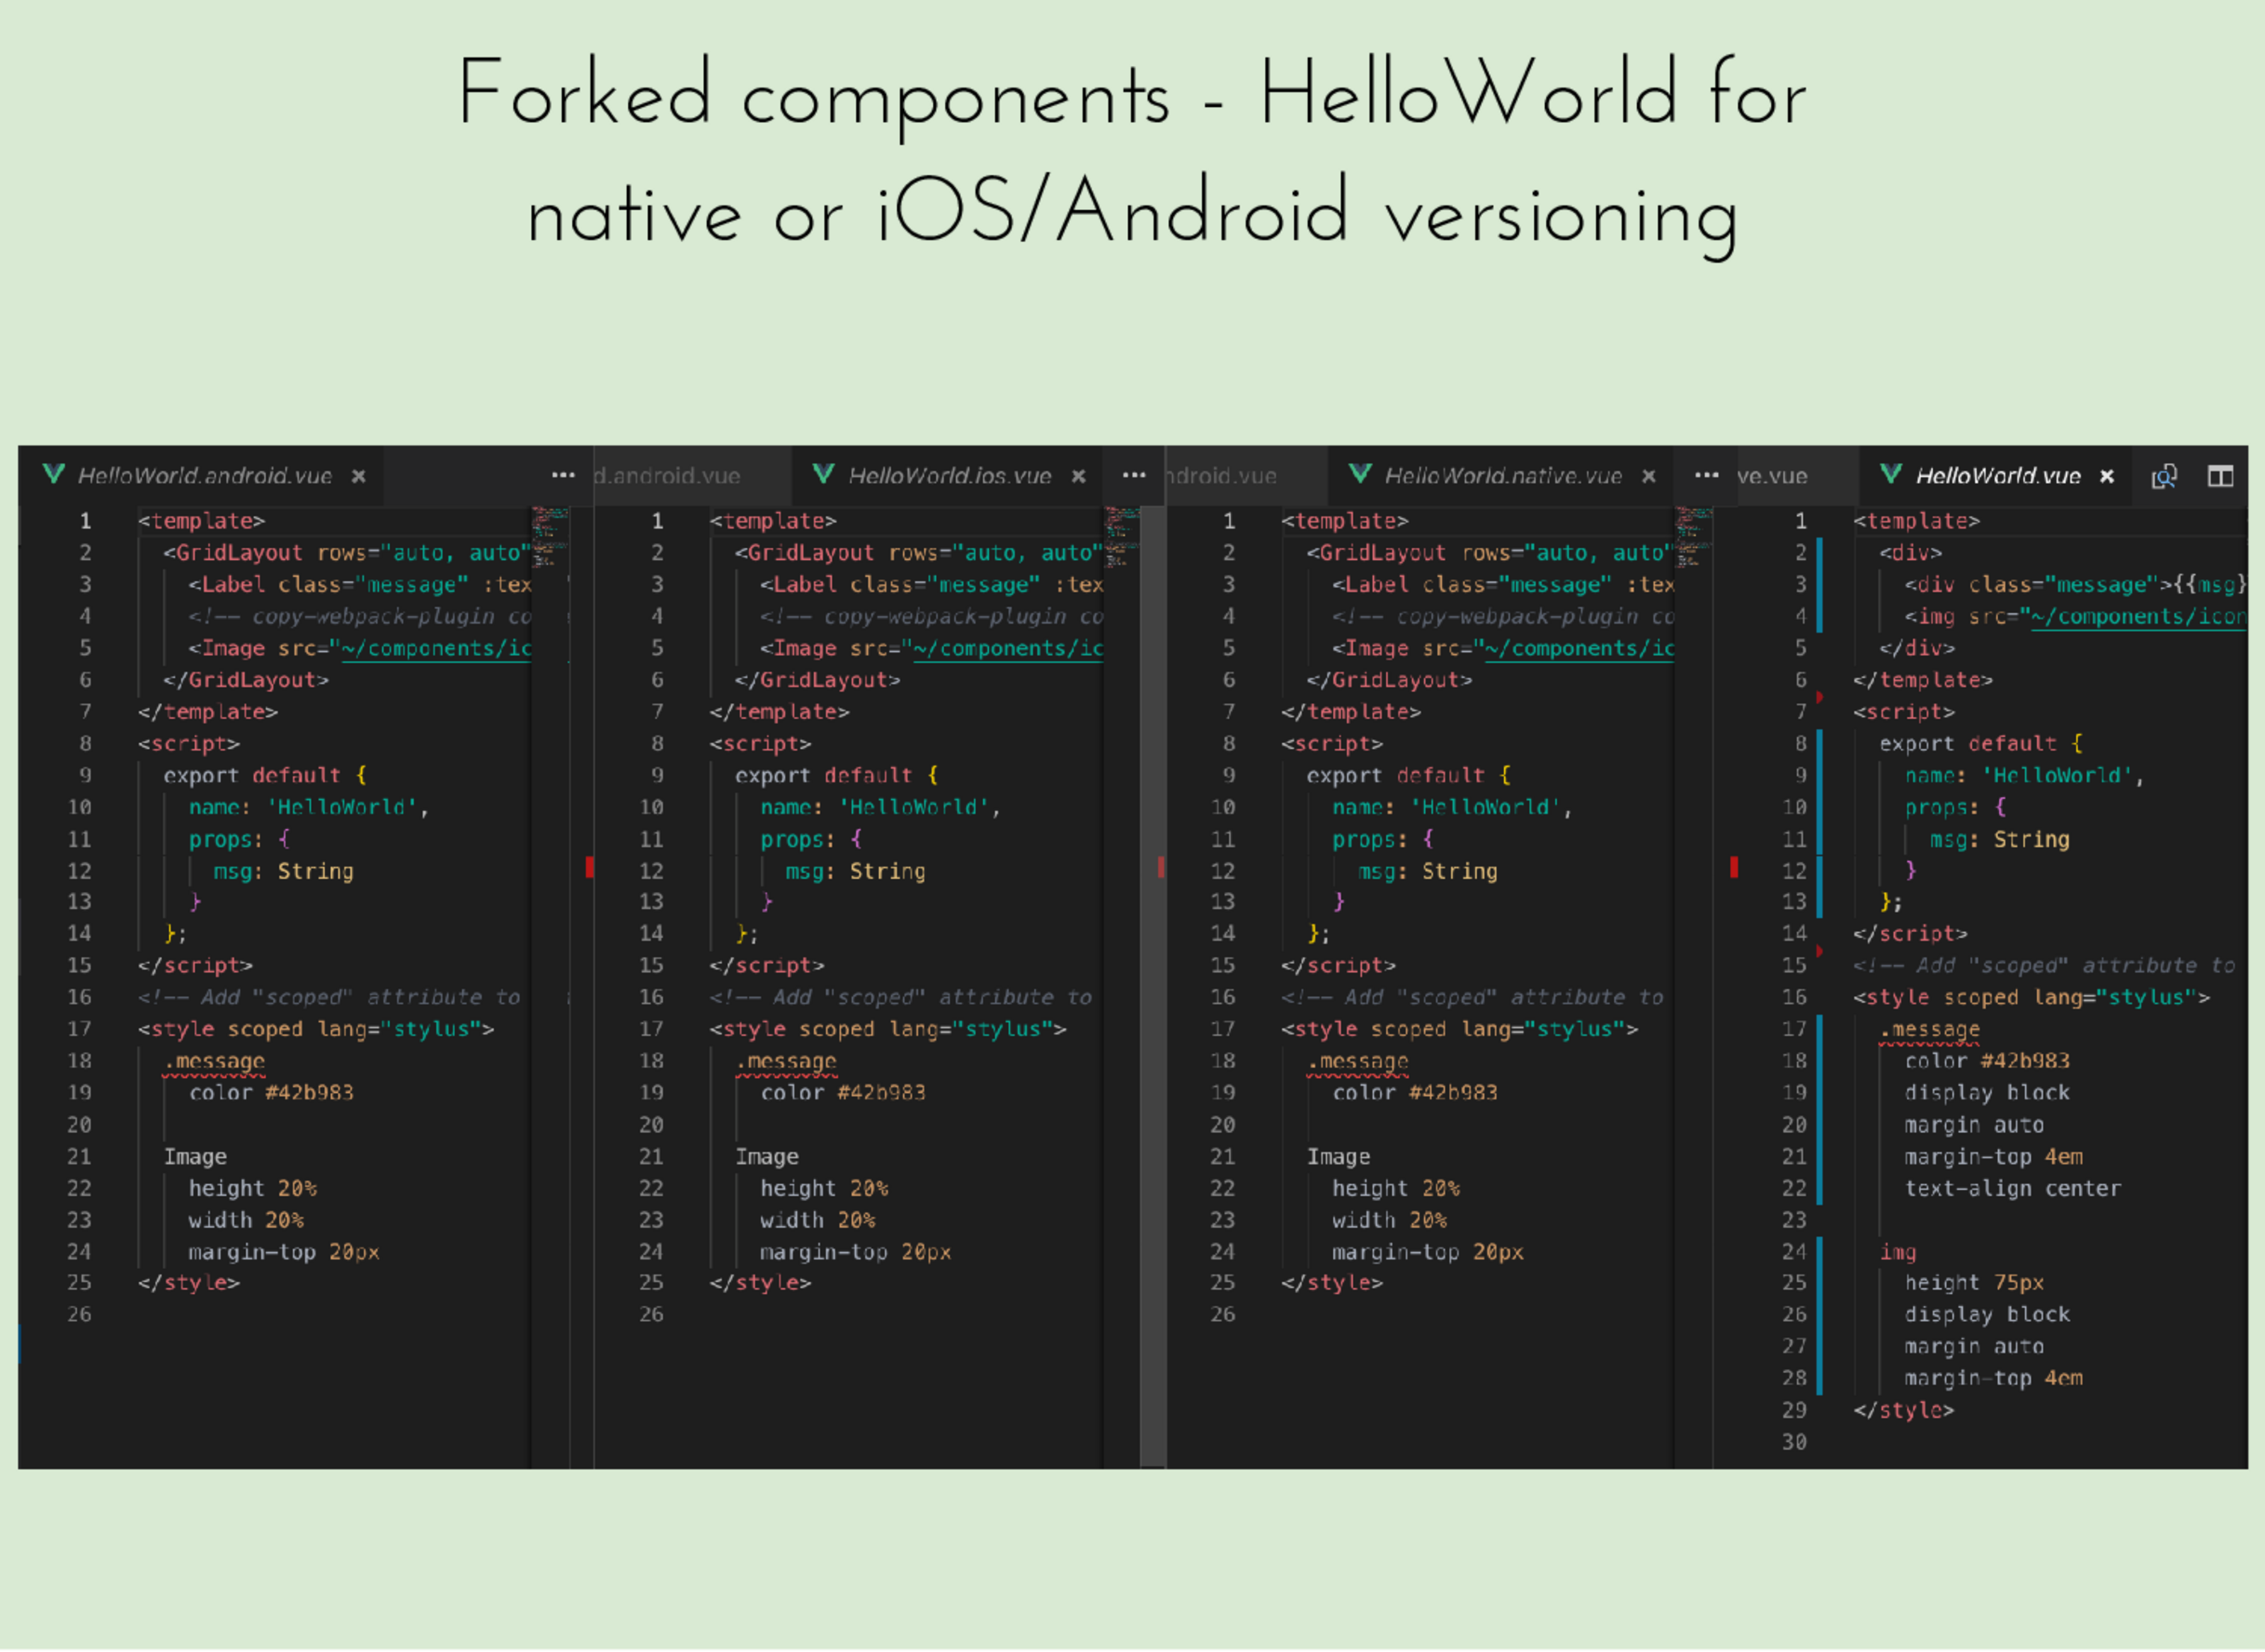 Forked components - HelloWorld for
native or iOS/Android versioning
HelloWorld.android.vue × ···
1 <template>
2 <GridLayout rows="auto, auto"
3 <Label class="message" :tex
4 <!-- copy-webpack-plugin co
5 <Image src="~/components/ic
6 </GridLayout>
7 </template>
8 <script>
9 export default {
10 name: 'HelloWorld',
11 props: {
12 msg: String
13 }
14 };
15 </script>
16 <!-- Add "scoped" attribute to
17 <style scoped lang="stylus">
18 .message
19 color #42b983
20
21 Image
22 height 20%
23 width 20%
24 margin-top 20px
25 </style>
26
d.android.vue HelloWorld.ios.vue × ···
1 <template>
2 <GridLayout rows="auto, auto"
3 <Label class="message" :tex
4 <!-- copy-webpack-plugin co
5 <Image src="~/components/ic
6 </GridLayout>
7 </template>
8 <script>
9 export default {
10 name: 'HelloWorld',
11 props: {
12 msg: String
13 }
14 };
15 </script>
16 <!-- Add "scoped" attribute to
17 <style scoped lang="stylus">
18 .message
19 color #42b983
20
21 Image
22 height 20%
23 width 20%
24 margin-top 20px
25 </style>
26
ndroid.vue HelloWorld.native.vue × ···
1 <template>
2 <GridLayout rows="auto, auto"
3 <Label class="message" :tex
4 <!-- copy-webpack-plugin co
5 <Image src="~/components/ic
6 </GridLayout>
7 </template>
8 <script>
9 export default {
10 name: 'HelloWorld',
11 props: {
12 msg: String
13 }
14 };
15 </script>
16 <!-- Add "scoped" attribute to
17 <style scoped lang="stylus">
18 .message
19 color #42b983
20
21 Image
22 height 20%
23 width 20%
24 margin-top 20px
25 </style>
26
ve.vue HelloWorld.vue ×
1 <template>
2 <div>
3 <div class="message">{{msg}
4 <img src="~/components/icon
5 </div>
6 </template>
7 <script>
8 export default {
9 name: 'HelloWorld',
10 props: {
11 msg: String
12 }
13 };
14 </script>
15 <!-- Add "scoped" attribute to
16 <style scoped lang="stylus">
17 .message
18 color #42b983
19 display block
20 margin auto
21 margin-top 4em
22 text-align center
23
24 img
25 height 75px
26 display block
27 margin auto
28 margin-top 4em
29 </style>
30